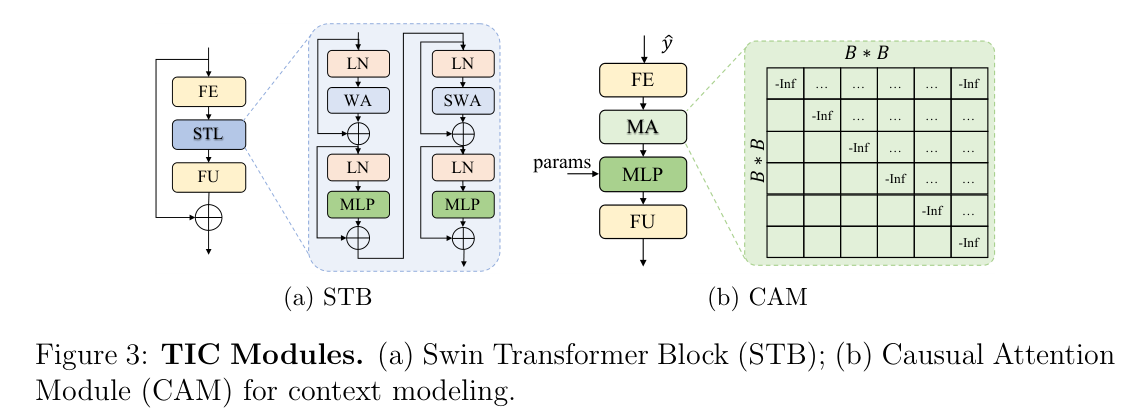 FE
STL
FU
LN
WA
LN
MLP
LN
SWA
LN
MLP
(a) STB
ŷ
FE
MA
params
MLP
FU
B * B
B * B
-Inf ... ... ... ... -Inf
-Inf ... ... ... ...
-Inf ... ... ...
-Inf ... ...
-Inf ...
-Inf
(b) CAM
Figure 3: TIC Modules. (a) Swin Transformer Block (STB); (b) Causual Attention
Module (CAM) for context modeling.